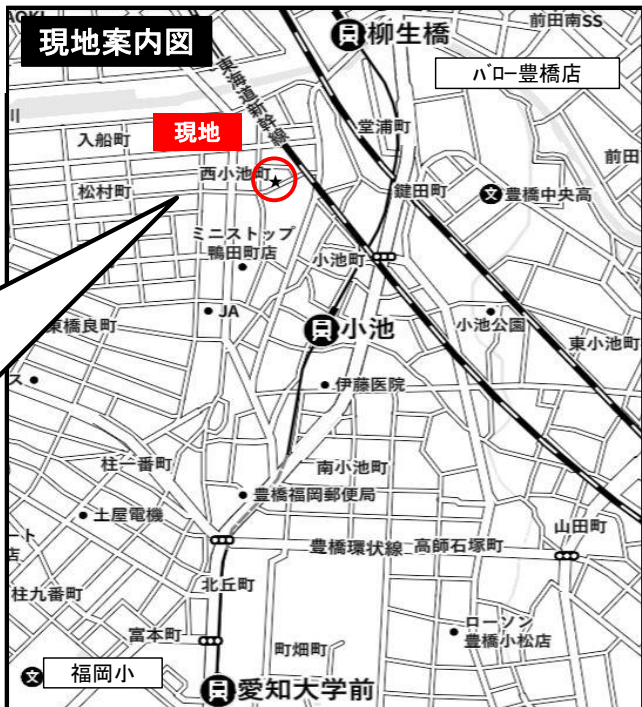 現地案内図
柳生橋
前田南SS
バロー豊橋店
東海道新幹線
入船町
現地
堂浦町
前田
西小池町
松村町
鍵田町
豊橋中央高
ミニストップ
鴨田町店
小池町
JA
小池
小池公園
東橋良町
東小池町
ス
伊藤医院
柱一番町
南小池町
豊橋福岡郵便局
土屋電機
山田町
ート
店
豊橋環状線
高師石塚町
柱九番町
北丘町
富本町
ローソン
豊橋小松店
町畑町
福岡小
愛知大学前